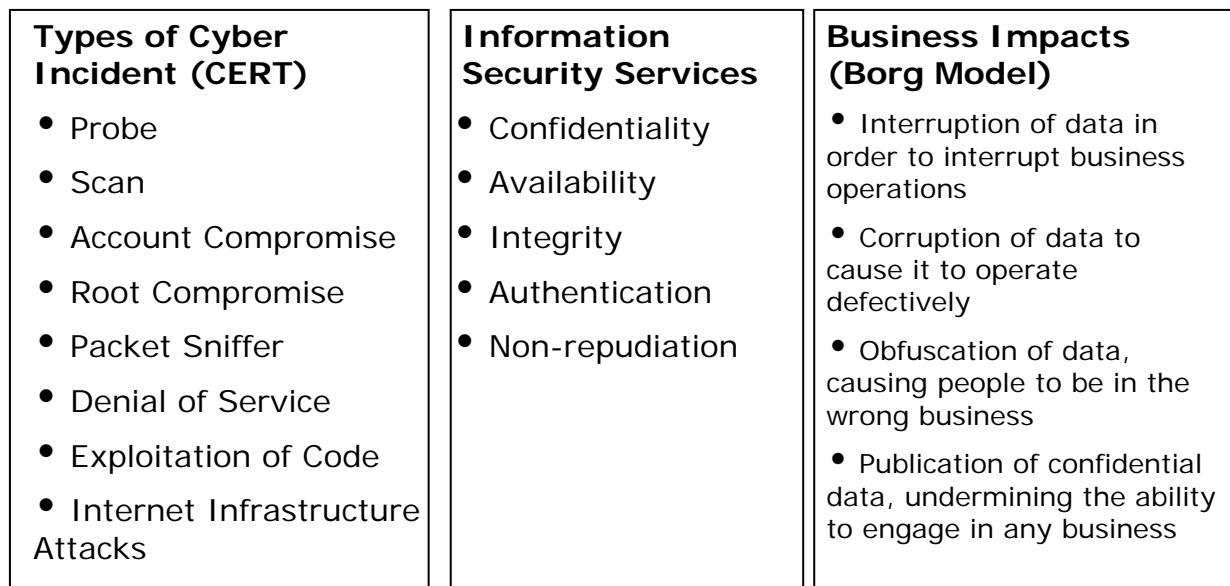 Types of Cyber
Incident (CERT)
• Probe
• Scan
• Account Compromise
• Root Compromise
• Packet Sniffer
• Denial of Service
• Exploitation of Code
• Internet Infrastructure
Attacks
Information
Security Services
• Confidentiality
• Availability
• Integrity
• Authentication
• Non-repudiation
Business Impacts
(Borg Model)
• Interruption of data in
order to interrupt business
operations
• Corruption of data to
cause it to operate
defectively
• Obfuscation of data,
causing people to be in the
wrong business
• Publication of confidential
data, undermining the ability
to engage in any business